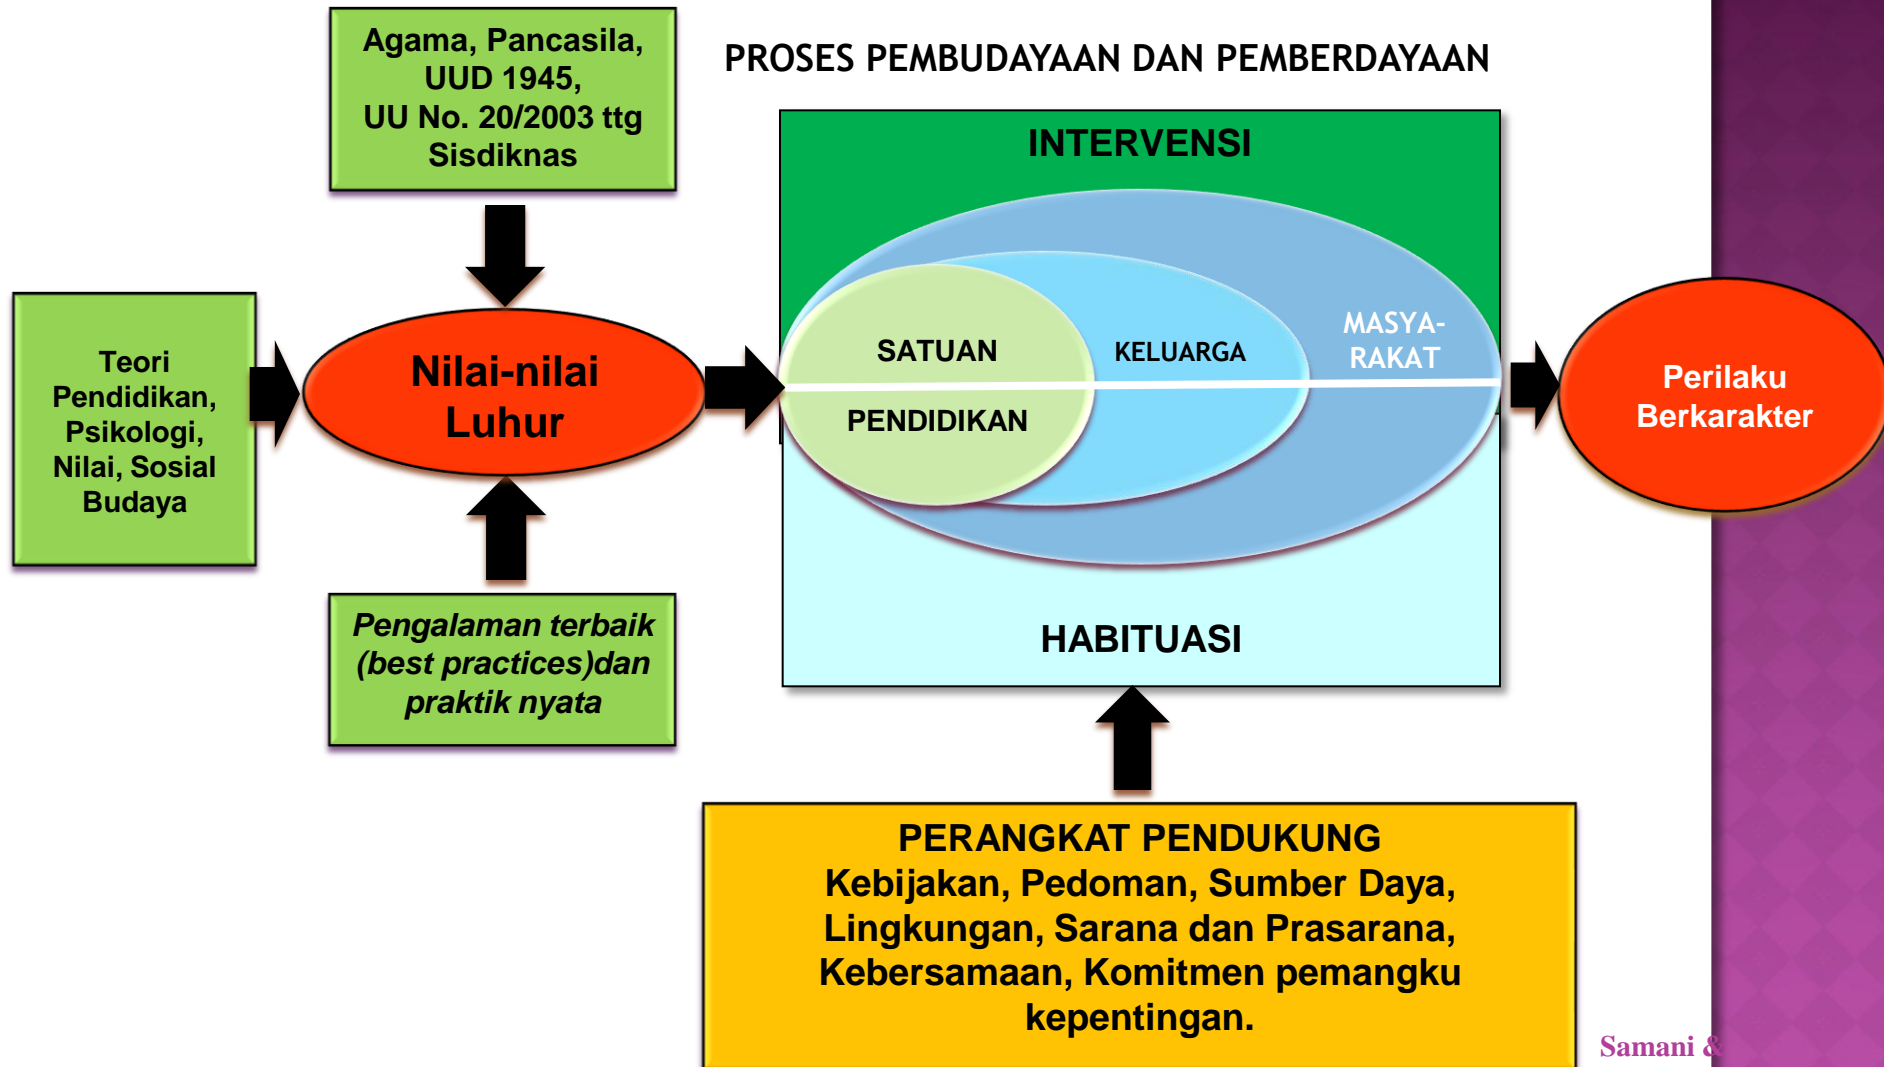 PROSES PEMBUDAYAAN DAN PEMBERDAYAAN
Agama, Pancasila,
UUD 1945,
UU No. 20/2003 ttg
Sisdiknas
Teori
Pendidikan,
Psikologi,
Nilai, Sosial
Budaya
Nilai-nilai
Luhur
Pengalaman terbaik
(best practices)dan
praktik nyata
INTERVENSI
SATUAN
PENDIDIKAN
KELUARGA
MASYA-
RAKAT
HABITUASI
Perilaku
Berkarakter
PERANGKAT PENDUKUNG
Kebijakan, Pedoman, Sumber Daya,
Lingkungan, Sarana dan Prasarana,
Kebersamaan, Komitmen pemangku
kepentingan.
Samani &